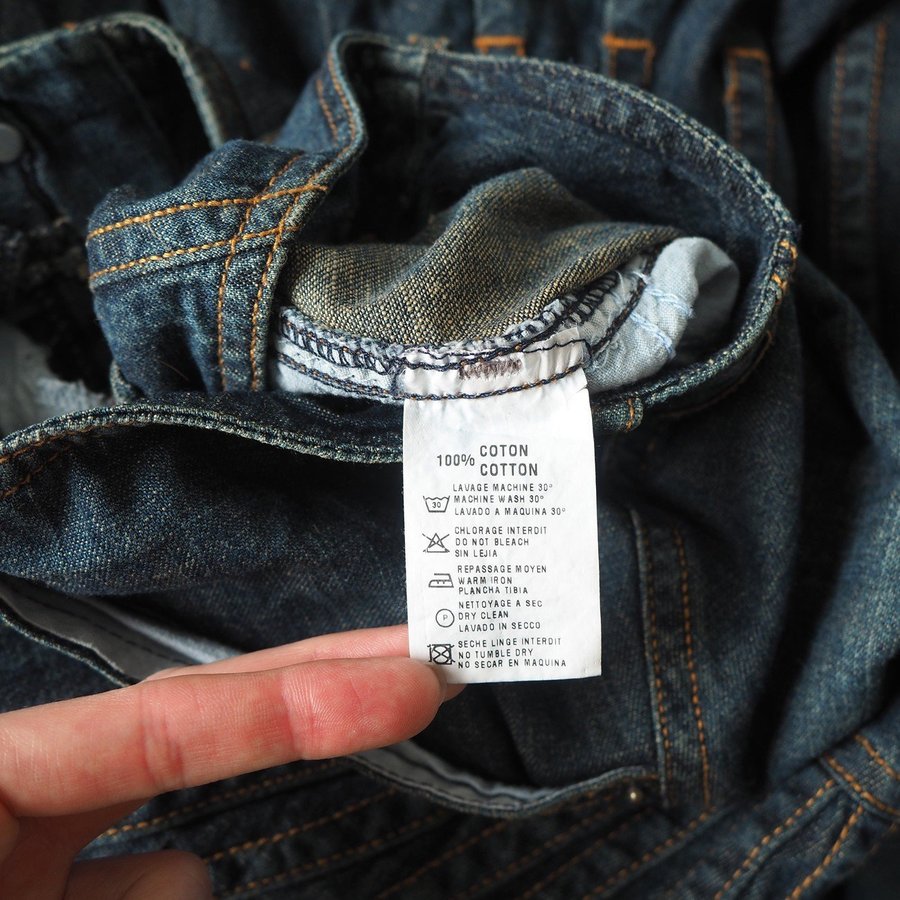 100% COTON
COTTON
LAVAGE MACHINE 30°
30 MACHINE WASH 30°
LAVADO A MAQUINA 30°
CHLORAGE INTERDIT
DO NOT BLEACH
SIN LEJIA
REPASSAGE MOYEN
WARM IRON
PLANCHA TIBIA
NETTOYAGE A SEC
P DRY CLEAN
LAVADO IN SECCO
SECHE LINGE INTERDIT
NO TUMBLE DRY
NO SECAR EN MAQUINA